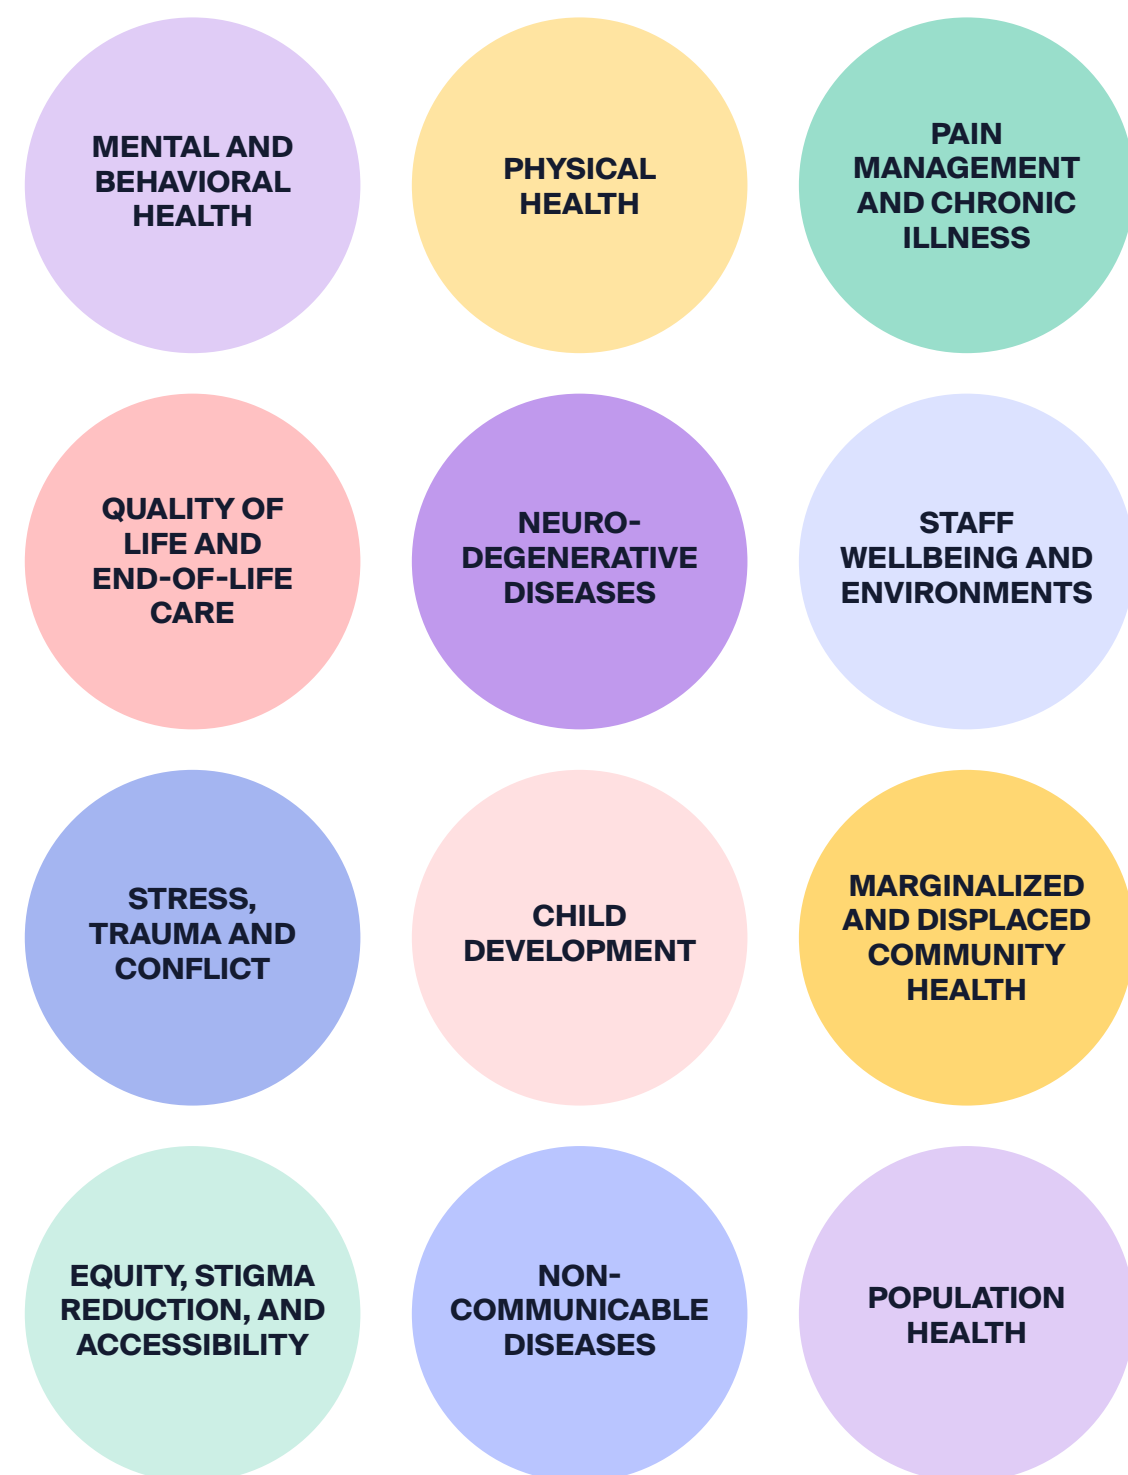 MENTAL AND
BEHAVIORAL
HEALTH
PHYSICAL
HEALTH
PAIN
MANAGEMENT
AND CHRONIC
ILLNESS
QUALITY OF
LIFE AND
END-OF-LIFE
CARE
NEURO-
DEGENERATIVE
DISEASES
STAFF
WELLBEING AND
ENVIRONMENTS
STRESS,
TRAUMA AND
CONFLICT
CHILD
DEVELOPMENT
MARGINALIZED
AND DISPLACED
COMMUNITY
HEALTH
EQUITY, STIGMA
REDUCTION, AND
ACCESSIBILITY
NON-
COMMUNICABLE
DISEASES
POPULATION
HEALTH